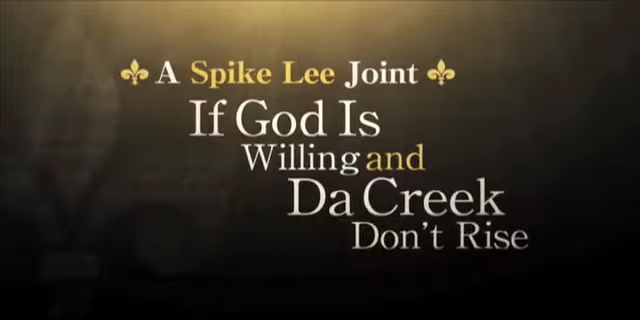 A Spike Lee Joint
If God Is
Willing and
Da Creek
Don't Rise